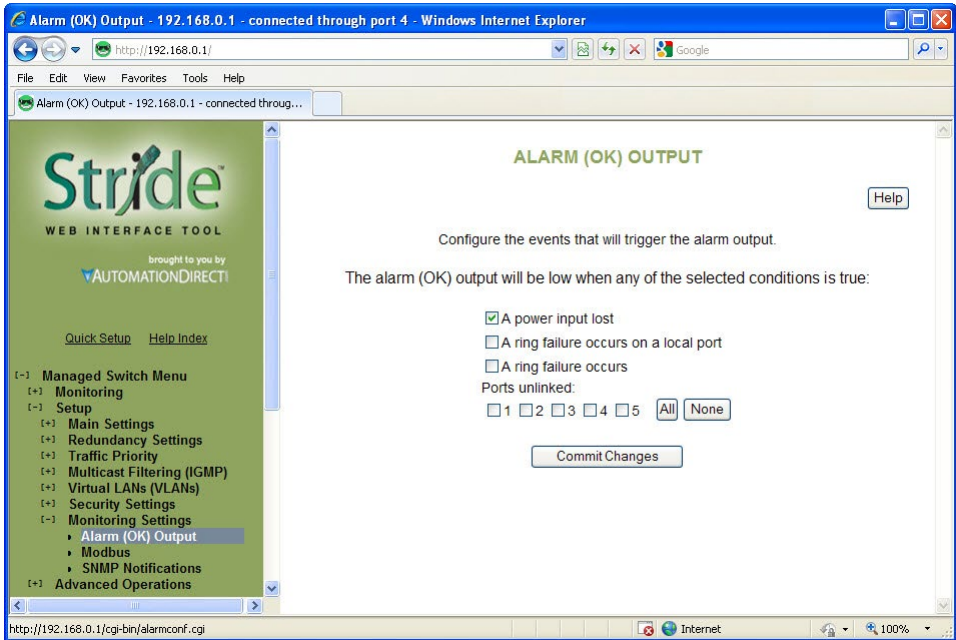 Alarm (OK) Output - 192.168.0.1 - connected through port 4 - Windows Internet Explorer
http://192.168.0.1/
Google
File Edit View Favorites Tools Help
Alarm (OK) Output - 192.168.0.1 - connected throug...
Stride™
WEB INTERFACE TOOL
brought to you by
AUTOMATIONDIRECT
Quick Setup Help Index
[-] Managed Switch Menu
[+] Monitoring
[-] Setup
[+] Main Settings
[+] Redundancy Settings
[+] Traffic Priority
[+] Multicast Filtering (IGMP)
[+] Virtual LANs (VLANs)
[+] Security Settings
[-] Monitoring Settings
Alarm (OK) Output
Modbus
SNMP Notifications
[+] Advanced Operations
ALARM (OK) OUTPUT
Help
Configure the events that will trigger the alarm output.
The alarm (OK) output will be low when any of the selected conditions is true:
A power input lost
A ring failure occurs on a local port
A ring failure occurs
Ports unlinked:
1 2 3 4 5 All None
Commit Changes
http://192.168.0.1/cgi-bin/alarmconf.cgi
Internet
100%